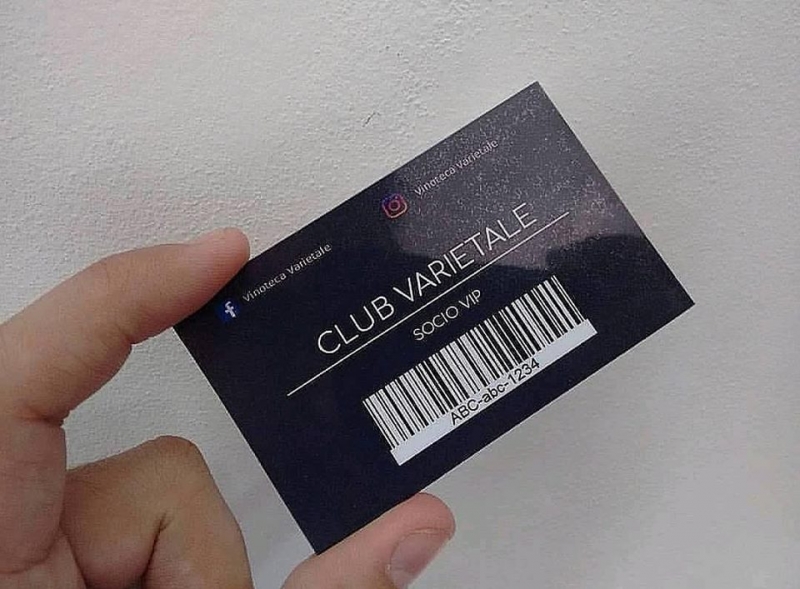 Vinoteca Varietale
Vinoteca Varietale
CLUB VARIETALE
SOCIO VIP
ABC-abc-1234